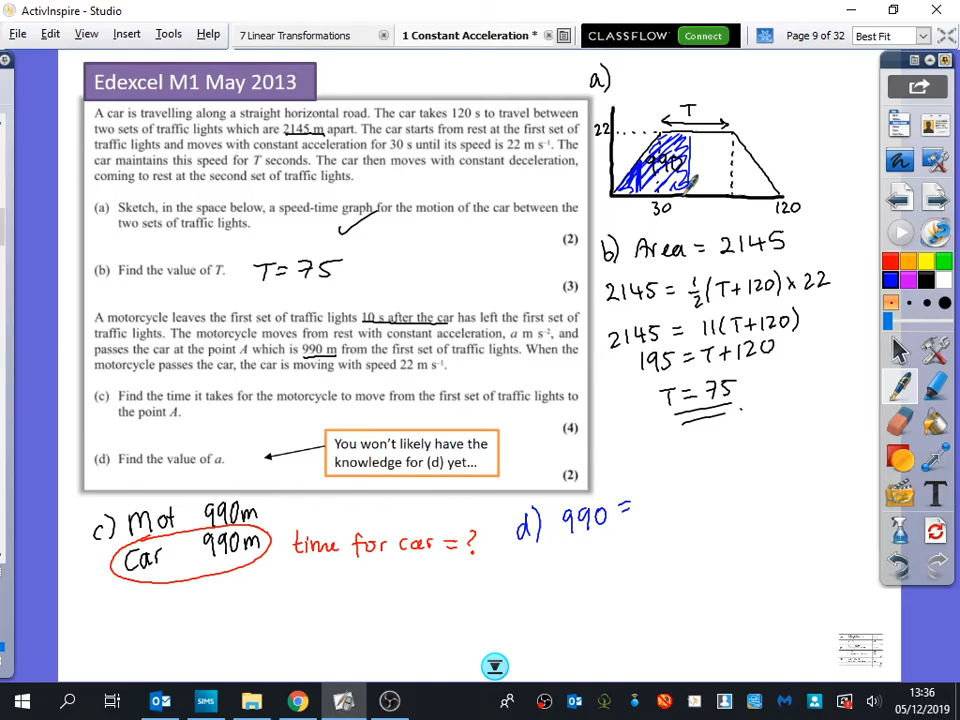 ActivInspire - Studio
File Edit View Insert Tools Help
7 Linear Transformations
1 Constant Acceleration *
CLASSFLOW Connect
Page 9 of 32
Best Fit
Edexcel M1 May 2013
A car is travelling along a straight horizontal road. The car takes 120 s to travel between
two sets of traffic lights which are 2145 m apart. The car starts from rest at the first set of
traffic lights and moves with constant acceleration for 30 s until its speed is 22 m s⁻¹. The
car maintains this speed for T seconds. The car then moves with constant deceleration,
coming to rest at the second set of traffic lights.
(a) Sketch, in the space below, a speed-time graph for the motion of the car between the
two sets of traffic lights.
(2)
(b) Find the value of T.
T = 75
(3)
A motorcycle leaves the first set of traffic lights 10 s after the car has left the first set of
traffic lights. The motorcycle moves from rest with constant acceleration, a m s⁻², and
passes the car at the point A which is 990 m from the first set of traffic lights. When the
motorcycle passes the car, the car is moving with speed 22 m s⁻¹.
(c) Find the time it takes for the motorcycle to move from the first set of traffic lights to
the point A.
(4)
You won't likely have the
knowledge for (d) yet...
(d) Find the value of a.
(2)
a)
T
22
990
30
120
b) Area = 2145
2145 = ½(T+120) × 22
2145 = 11(T+120)
195 = T+120
T = 75
c) Mot 990m
Car 990m
time for car = ?
d) 990 =
13:36
05/12/2019